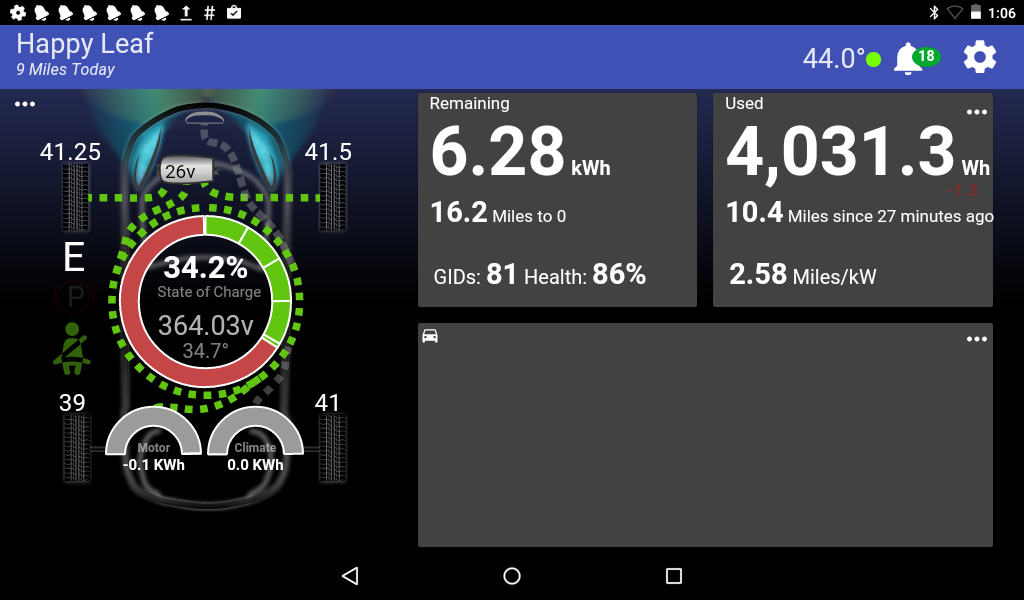 1:06
Happy Leaf
9 Miles Today
44.0°
18
41.25
41.5
26v
E
P
34.2%
State of Charge
364.03v
34.7°
39
41
Motor
-0.1 KWh
Climate
0.0 KWh
Remaining
6.28 kWh
16.2 Miles to 0
GIDs: 81 Health: 86%
Used
4,031.3 Wh
-1.3
10.4 Miles since 27 minutes ago
2.58 Miles/kW